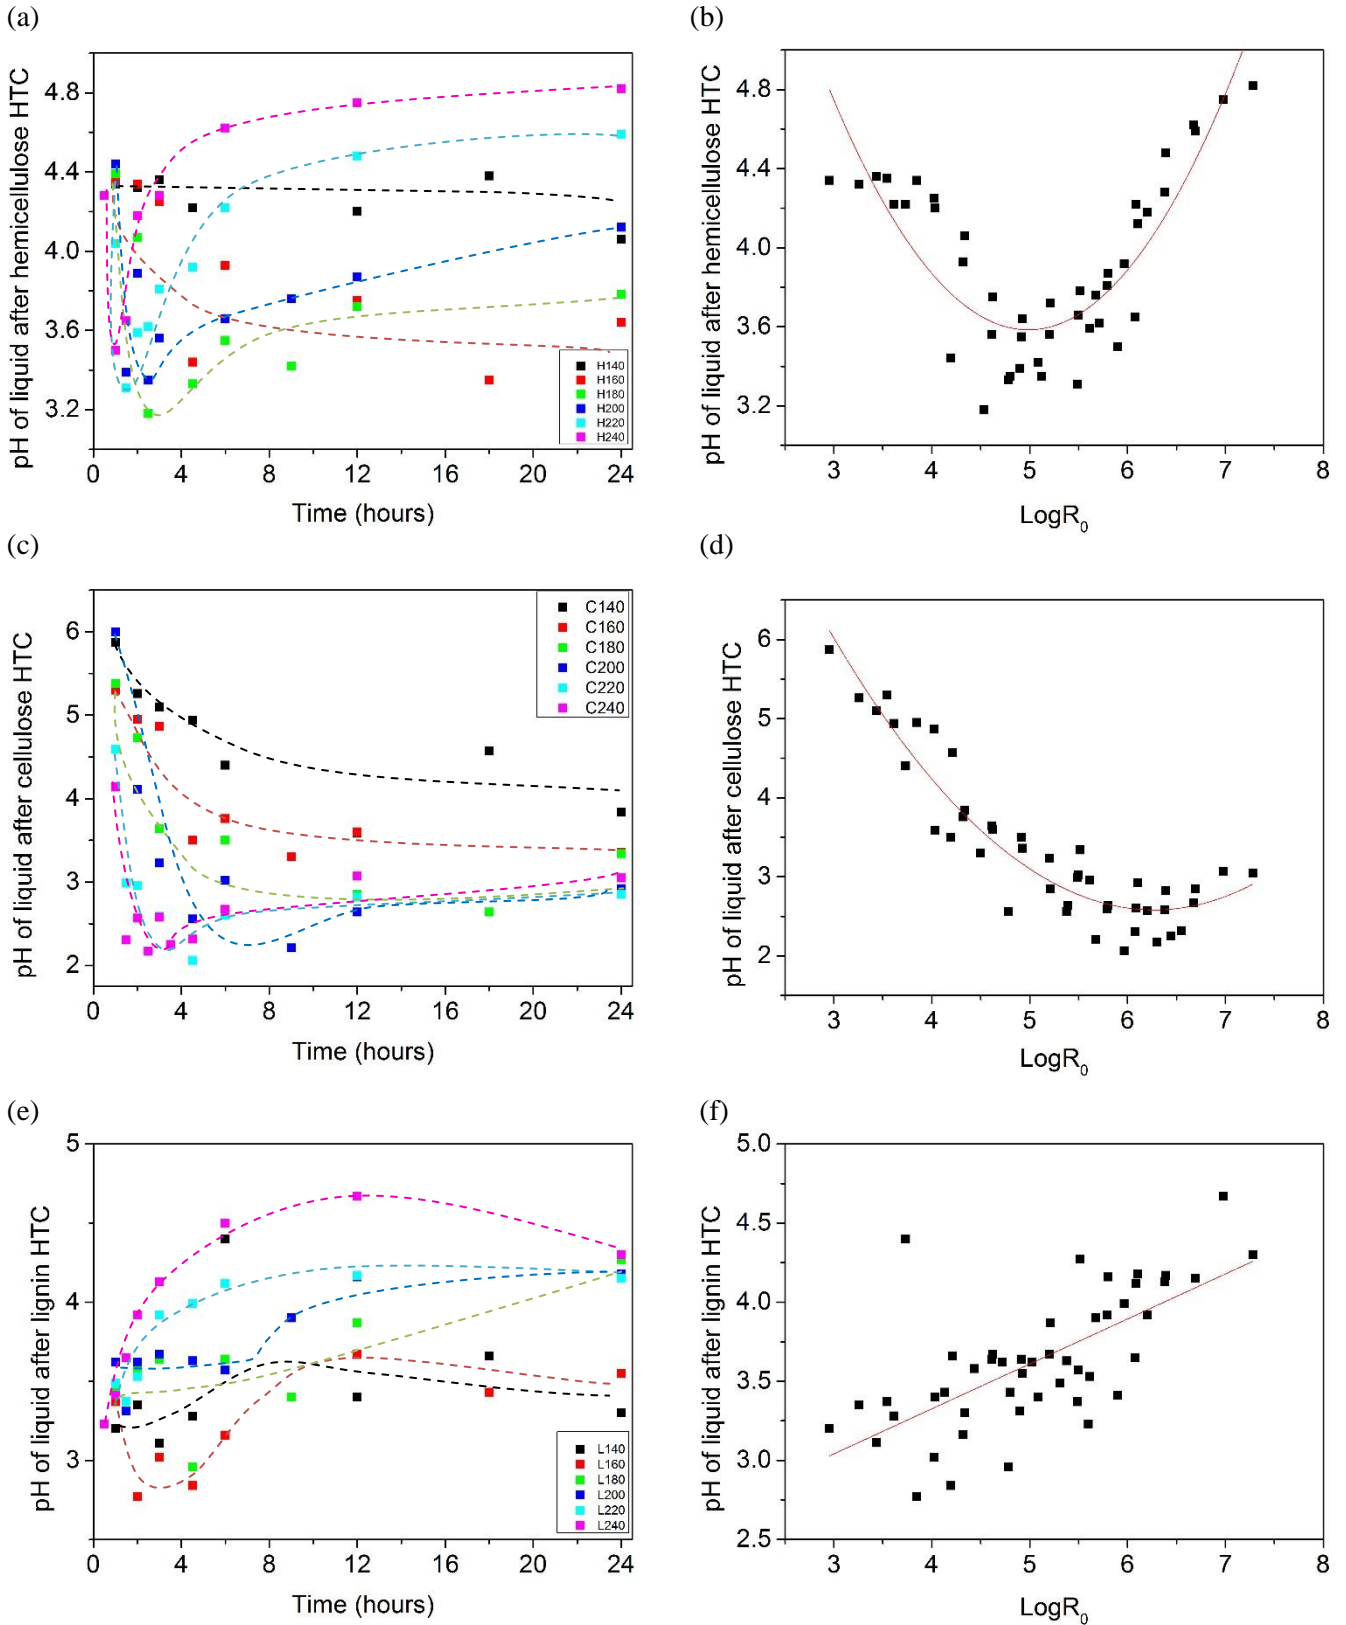 (a)
pH of liquid after hemicellulose HTC
4.8
4.4
4.0
3.6
3.2
0 4 8 12 16 20 24
Time (hours)
H140
H160
H180
H200
H220
H240
(b)
pH of liquid after hemicellulose HTC
4.8
4.4
4.0
3.6
3.2
3 4 5 6 7 8
LogR0
(c)
pH of liquid after cellulose HTC
6
5
4
3
2
0 4 8 12 16 20 24
Time (hours)
C140
C160
C180
C200
C220
C240
(d)
pH of liquid after cellulose HTC
6
5
4
3
2
3 4 5 6 7 8
LogR0
(e)
pH of liquid after lignin HTC
5
4
3
0 4 8 12 16 20 24
Time (hours)
L140
L160
L180
L200
L220
L240
(f)
pH of liquid after lignin HTC
5.0
4.5
4.0
3.5
3.0
2.5
3 4 5 6 7 8
LogR0